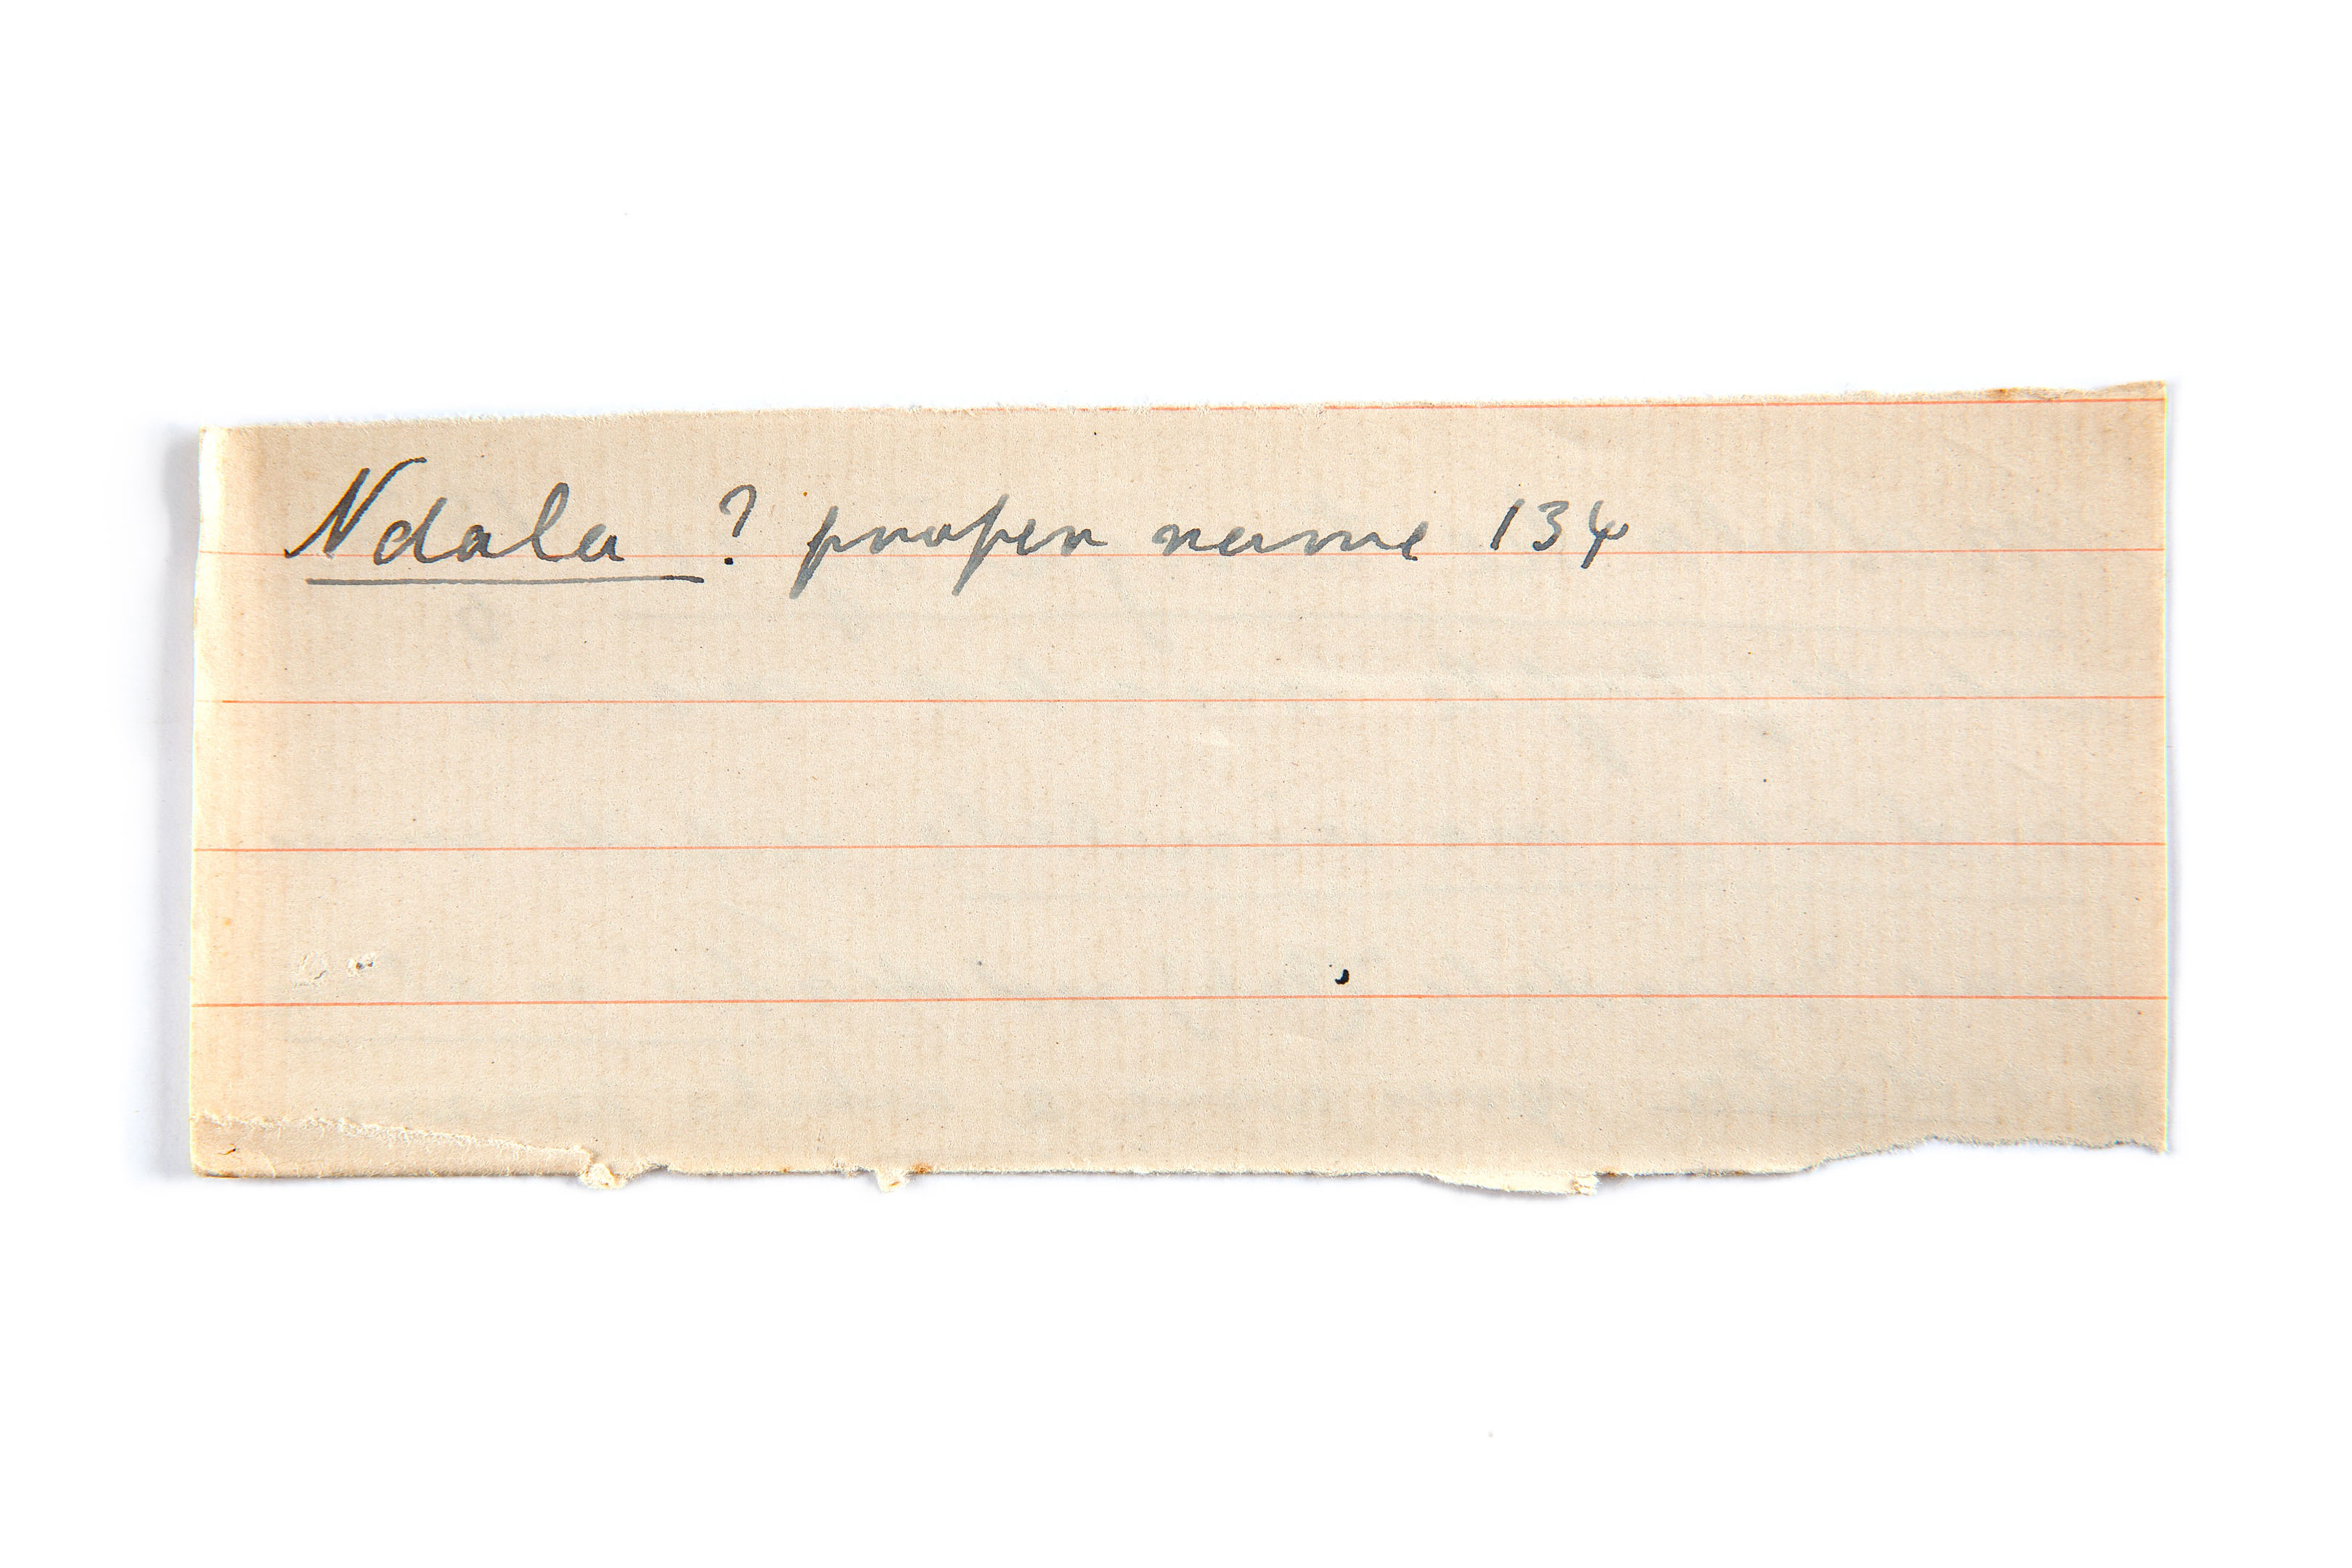 Ndala ? proper name 134